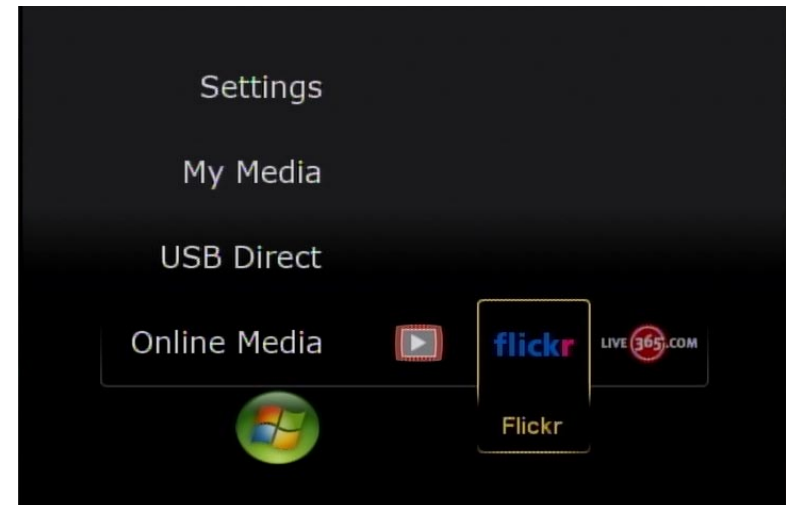 Settings
My Media
USB Direct
Online Media
flickr
LIVE 365.COM
Flickr